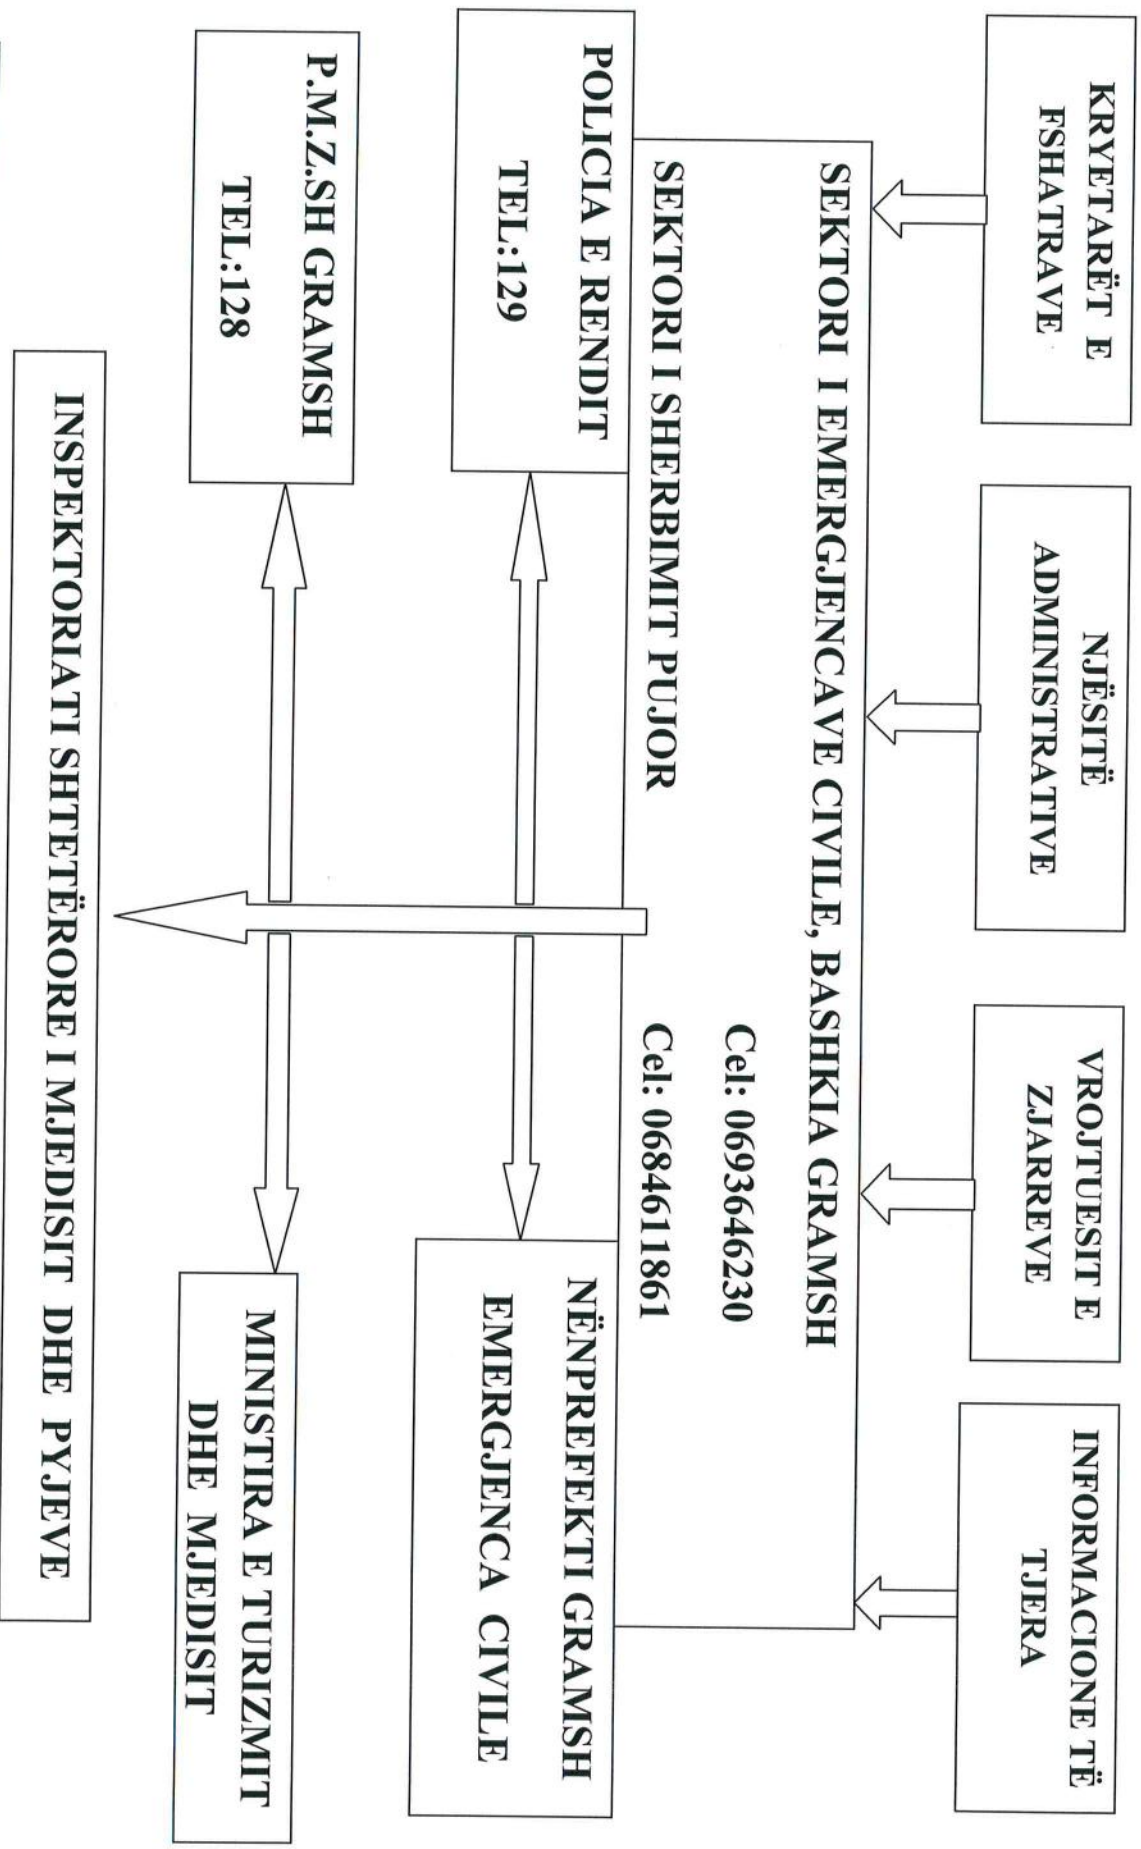 KRYETARËT E
FSHATRAVE
NJËSITË
ADMINISTRATIVE
VROJTUESIT E
ZJARREVE
INFORMACIONE TË
TJERA
SEKTORI I EMERGJENCAVE CIVILE, BASHKIA GRAMSH
Cel: 0693646230
SEKTORI I SHERBIMIT PUJOR
Cel: 0684611861
POLICIA E RENDIT
TEL:129
NËNPREFEKTI GRAMSH
EMERGJENCA CIVILE
P.M.Z.SH GRAMSH
TEL:128
MINISTIRA E TURIZMIT
DHE MJEDISIT
INSPEKTORIATI SHTETËRORE I MJEDISIT DHE PYJEVE